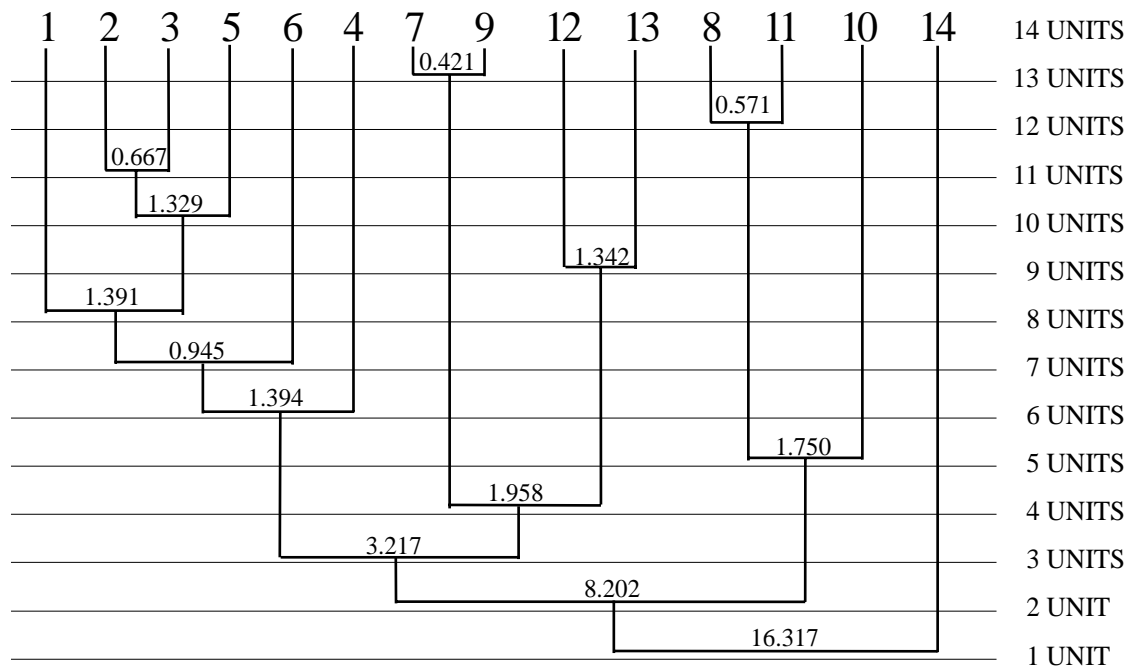 1 2 3 5 6 4 7 9 12 13 8 11 10 14 14 UNITS
0.421
13 UNITS
0.571
12 UNITS
0.667
11 UNITS
1.329
10 UNITS
1.342
9 UNITS
1.391
8 UNITS
0.945
7 UNITS
1.394
6 UNITS
1.750
5 UNITS
1.958
4 UNITS
3.217
3 UNITS
8.202
2 UNIT
16.317
1 UNIT